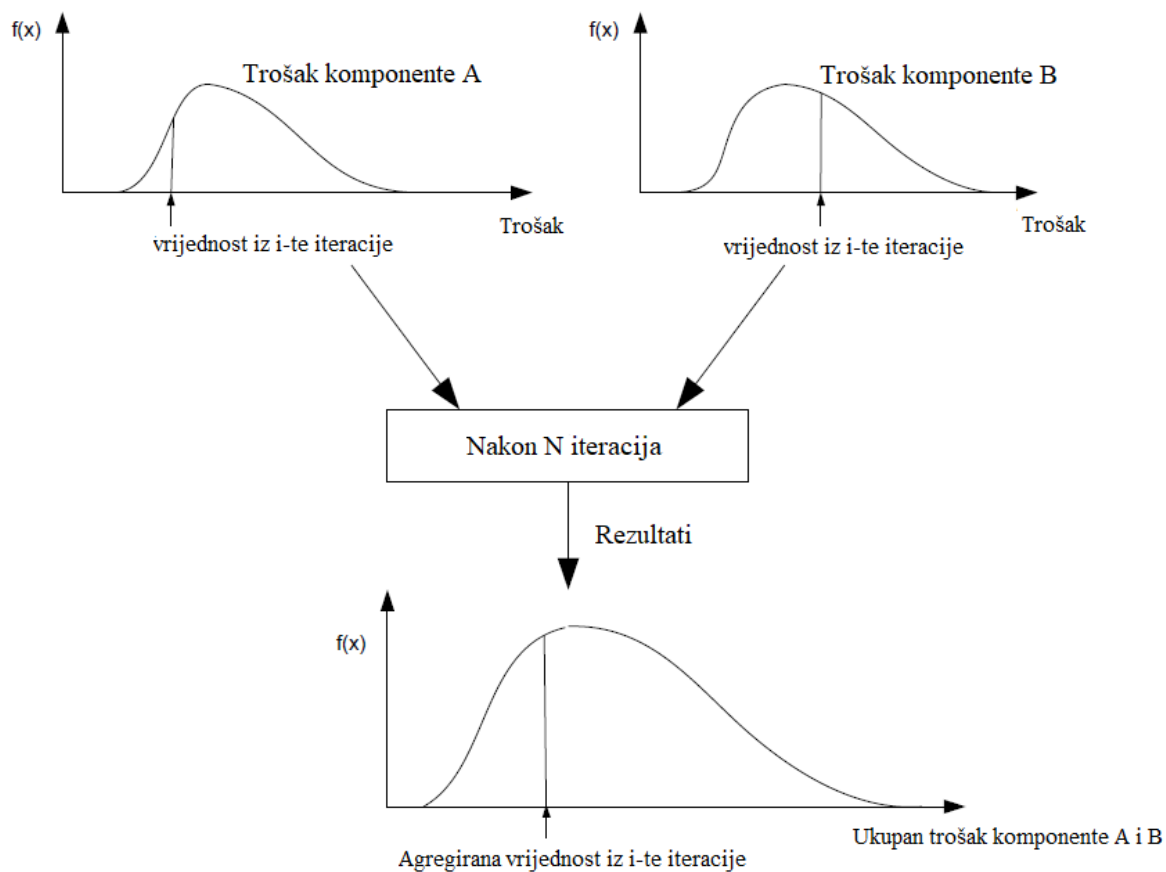 f(x)
Trošak komponente A
Trošak
vrijednost iz i-te iteracije
f(x)
Trošak komponente B
Trošak
vrijednost iz i-te iteracije
Nakon N iteracija
Rezultati
f(x)
Ukupan trošak komponente A i B
Agregirana vrijednost iz i-te iteracije